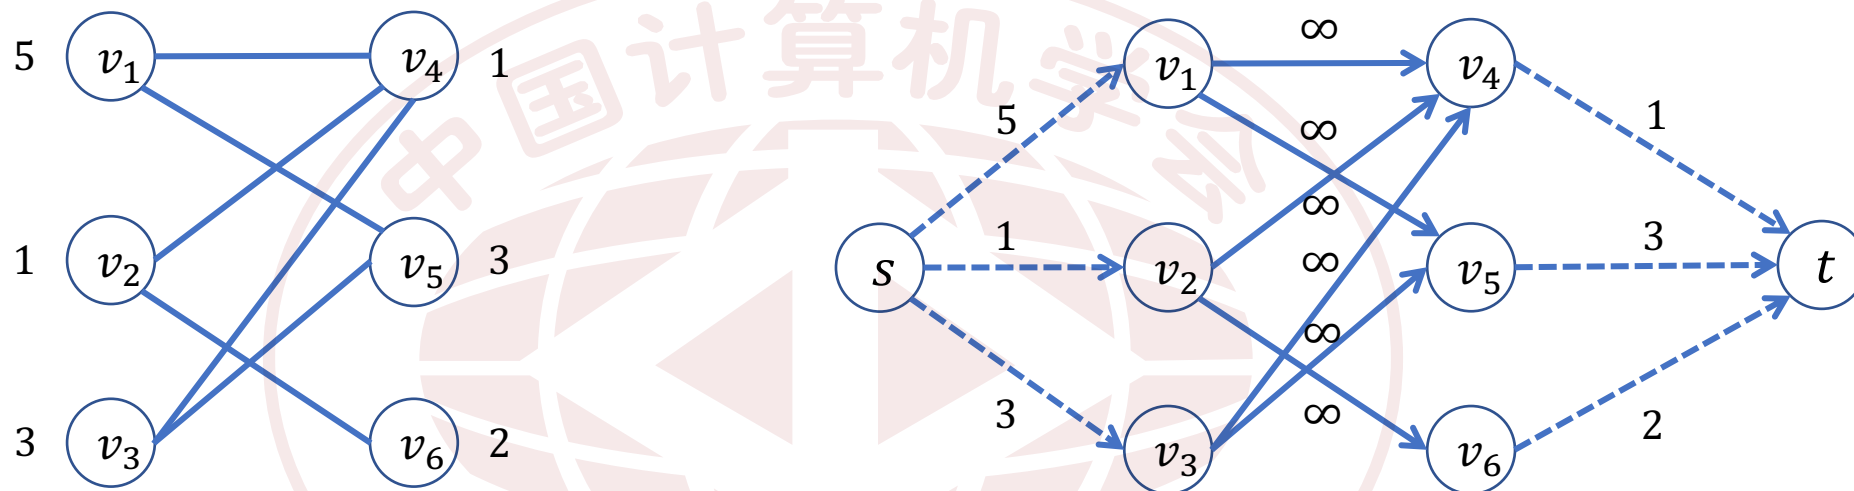 中国计算机学会
5 v₁ v₄ 1
1 v₂ v₅ 3
3 v₃ v₆ 2
v₁ ∞ v₄
5 ∞ 1
∞
s 1 v₂ ∞ v₅ 3 t
∞
3 ∞ 2
v₃ v₆